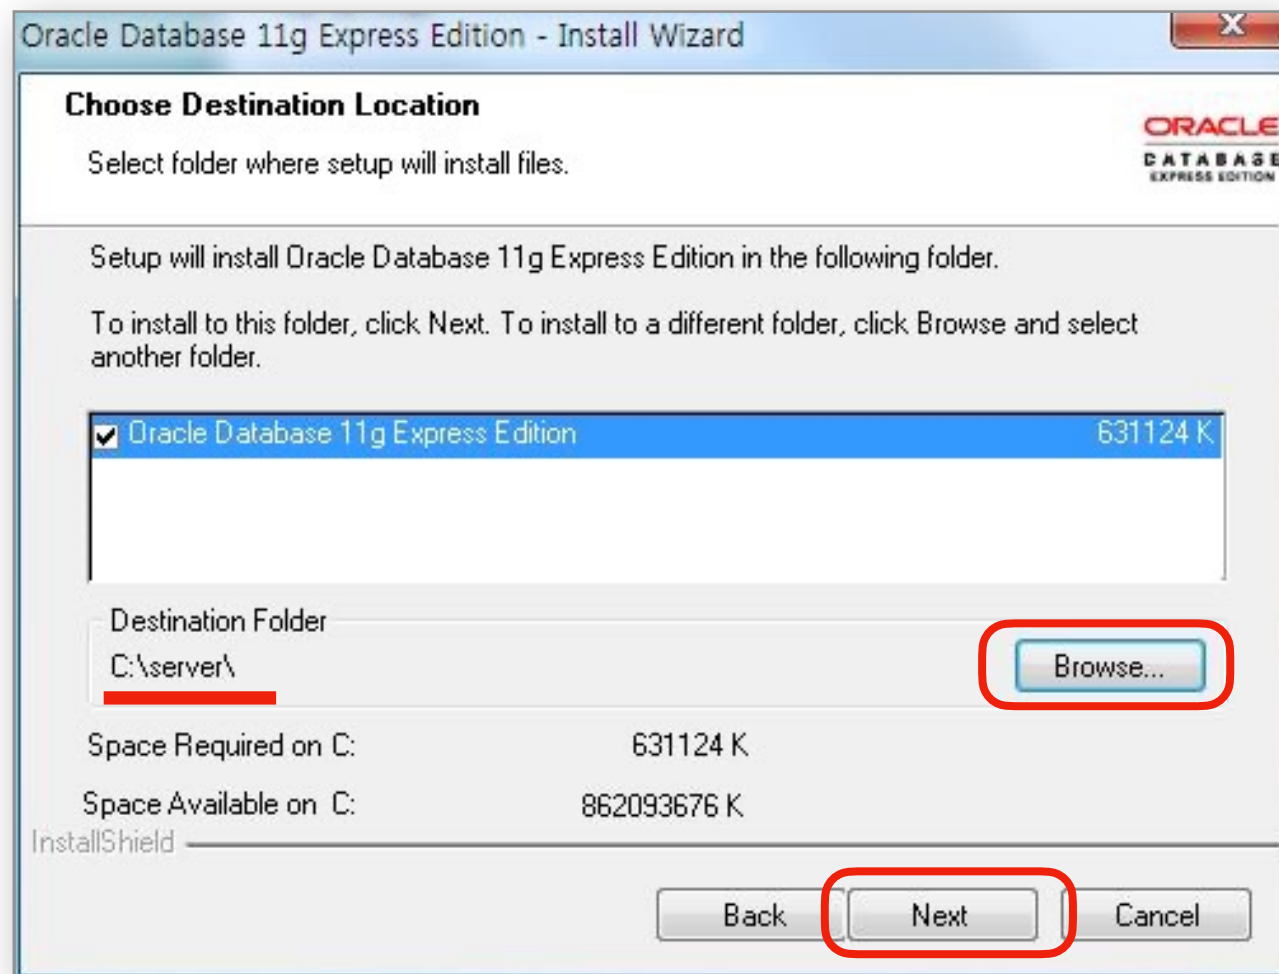 Oracle Database 11g Express Edition - Install Wizard
X
Choose Destination Location
Select folder where setup will install files.
ORACLE
DATABASE
EXPRESS EDITION
Setup will install Oracle Database 11g Express Edition in the following folder.
To install to this folder, click Next. To install to a different folder, click Browse and select
another folder.
Oracle Database 11g Express Edition 631124 K
Destination Folder
C:\server\
Browse...
Space Required on C: 631124 K
Space Available on C: 862093676 K
InstallShield
Back Next Cancel